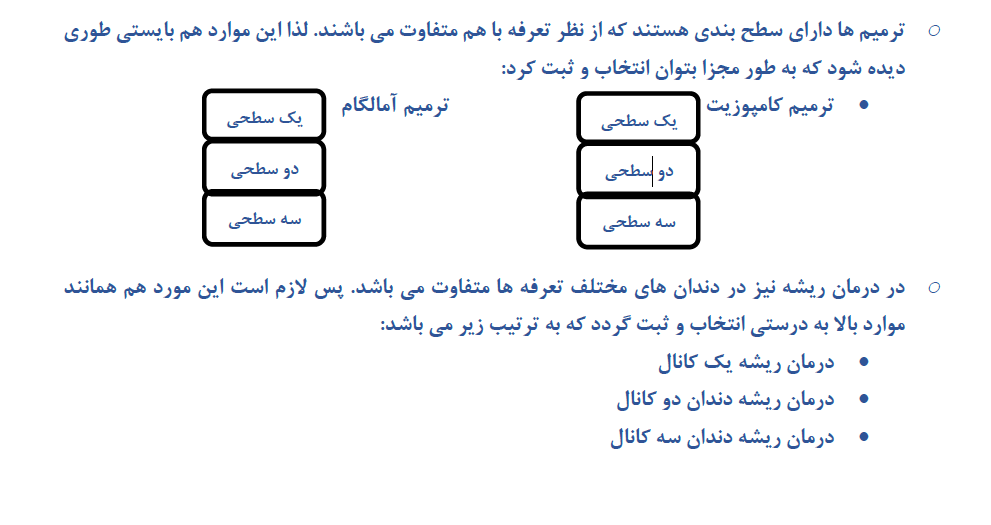 ○ ترمیم ها دارای سطح بندی هستند که از نظر تعرفه با هم متفاوت می باشند. لذا این موارد هم بایستی طوری
دیده شود که به طور مجزا بتوان انتخاب و ثبت کرد:
• ترمیم کامپوزیت
یک سطحی
دو سطحی
سه سطحی
ترمیم آمالگام
یک سطحی
دو سطحی
سه سطحی
○ در درمان ریشه نیز در دندان های مختلف تعرفه ها متفاوت می باشد. پس لازم است این مورد هم همانند
موارد بالا به درستی انتخاب و ثبت گردد که به ترتیب زیر می باشد:
• درمان ریشه یک کانال
• درمان ریشه دندان دو کانال
• درمان ریشه دندان سه کانال